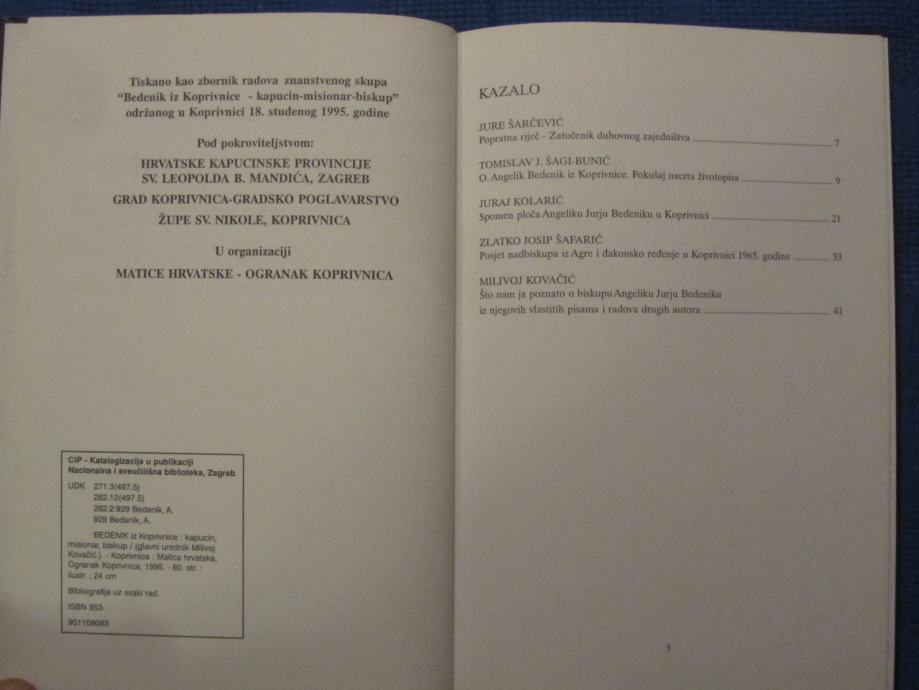 Tiskano kao zbornik radova znanstvenog skupa
“Bedenik iz Koprivnice - kapucin-misionar-biskup”
održanog u Koprivnici 18. studenog 1995. godine
Pod pokroviteljstvom:
HRVATSKE KAPUCINSKE PROVINCIJE
SV. LEOPOLDA B. MANDIĆA, ZAGREB
GRAD KOPRIVNICA-GRADSKO POGLAVARSTVO
ŽUPE SV. NIKOLE, KOPRIVNICA
U organizaciji
MATICE HRVATSKE - OGRANAK KOPRIVNICA
CIP - Katalogizacija u publikaciji
Nacionalna i sveučilišna biblioteka, Zagreb
UDK 271.3(497.5)
262.12(497.5)
262.2:929 Bedenik, A.
929 Bedenik, A.
BEDENIK iz Koprivnice : kapucin,
misionar, biskup / (glavni urednik Milivoj
Kovačić.). - Koprivnica : Matica hrvatska,
Ogranak Koprivnica, 1995. - 60. str. :
ilustr. ; 24 cm
Bibliografija uz svaki rad.
ISBN 953-
951109083
KAZALO
JURE ŠARČEVIĆ
Popratna riječ - Zatočenik duhovnog zajedništva ........ 7
TOMISLAV J. ŠAGI-BUNIĆ
O. Angelik Bedenik iz Koprivnice. Pokušaj nacrta životopisa ........ 9
JURAJ KOLARIĆ
Spomen ploča Angeliku Jurju Bedeniku u Koprivnici ........ 21
ZLATKO JOSIP ŠAFARIĆ
Posjet nadbiskupa iz Agre i đakonsko ređenje u Koprivnici 1965. godine ........ 33
MILIVOJ KOVAČIĆ
Što nam ja poznato o biskupu Angeliku Jurju Bedeniku
iz njegovih vlastitih pisama i radova drugih autora ........ 41
5